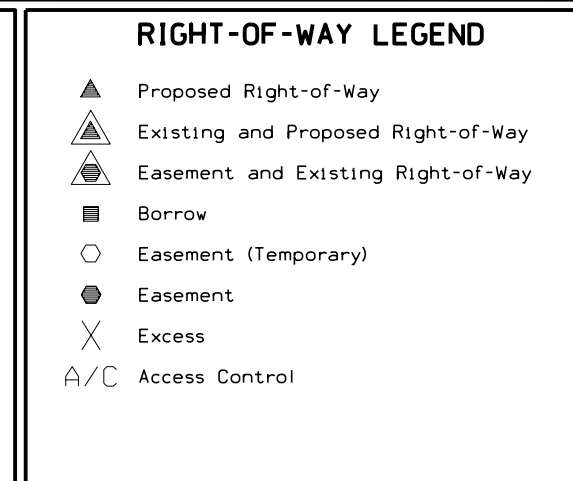 RIGHT-OF-WAY LEGEND
Proposed Right-of-Way
Existing and Proposed Right-of-Way
Easement and Existing Right-of-Way
Borrow
Easement (Temporary)
Easement
X Excess
A/C Access Control